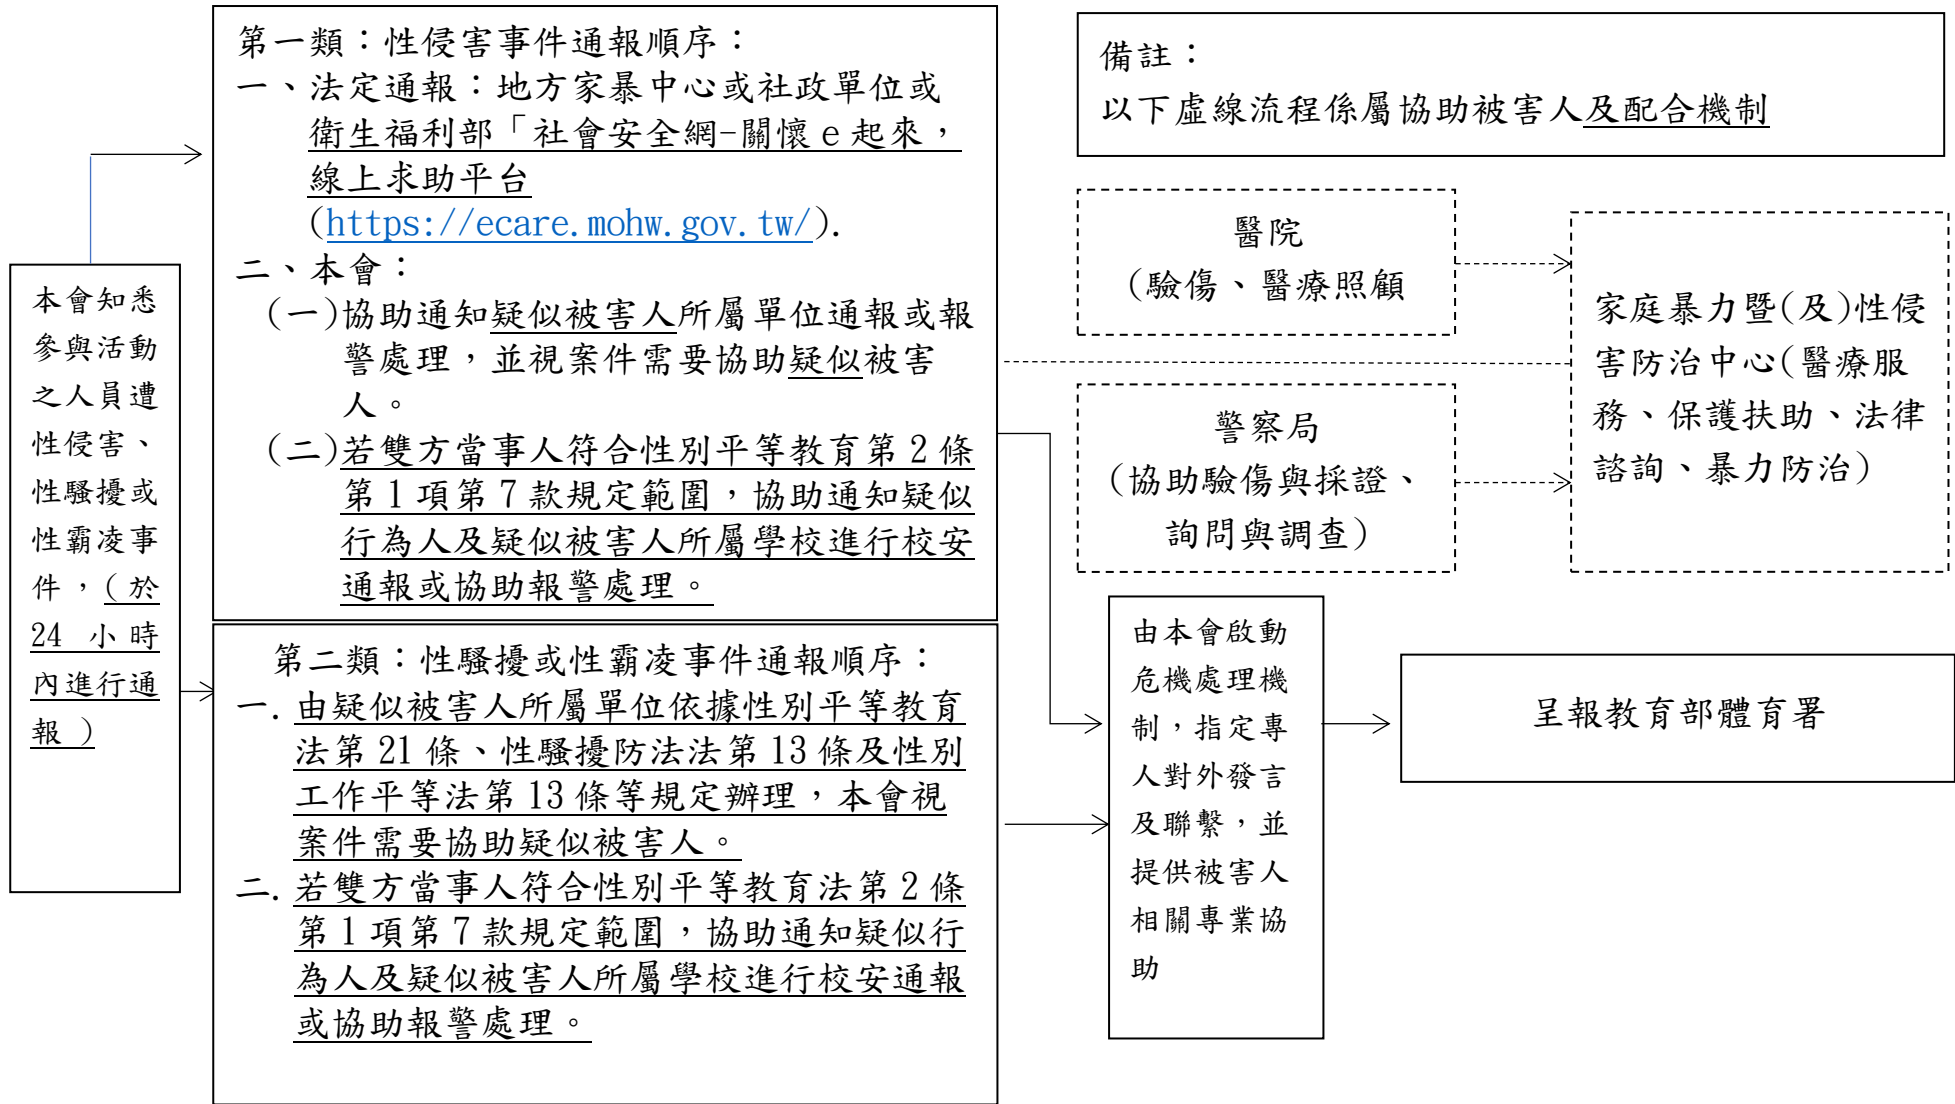 本會知悉
參與活動
之人員遭
性侵害、
性騷擾或
性霸凌事
件，(於
24 小時
內進行通
報 )
第一類：性侵害事件通報順序：
一、法定通報：地方家暴中心或社政單位或
衛生福利部「社會安全網-關懷 e 起來，
線上求助平台
(https://ecare.mohw.gov.tw/).
二、本會：
(一)協助通知疑似被害人所屬單位通報或報
警處理，並視案件需要協助疑似被害
人。
(二)若雙方當事人符合性別平等教育第 2 條
第 1 項第 7 款規定範圍，協助通知疑似
行為人及疑似被害人所屬學校進行校安
通報或協助報警處理。
第二類：性騷擾或性霸凌事件通報順序：
一. 由疑似被害人所屬單位依據性別平等教育
法第 21 條、性騷擾防法法第 13 條及性別
工作平等法第 13 條等規定辦理，本會視
案件需要協助疑似被害人。
二. 若雙方當事人符合性別平等教育法第 2 條
第 1 項第 7 款規定範圍，協助通知疑似行
為人及疑似被害人所屬學校進行校安通報
或協助報警處理。
備註：
以下虛線流程係屬協助被害人及配合機制
醫院
(驗傷、醫療照顧
警察局
(協助驗傷與採證、
詢問與調查)
家庭暴力暨(及)性侵
害防治中心(醫療服
務、保護扶助、法律
諮詢、暴力防治)
由本會啟動
危機處理機
制，指定專
人對外發言
及聯繫，並
提供被害人
相關專業協
助
呈報教育部體育署